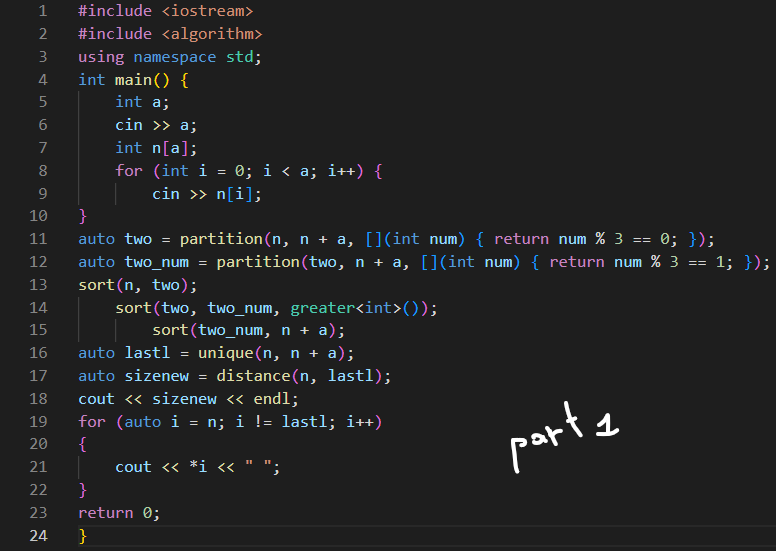 1 #include <iostream>
2 #include <algorithm>
3 using namespace std;
4 int main() {
5 int a;
6 cin >> a;
7 int n[a];
8 for (int i = 0; i < a; i++) {
9 cin >> n[i];
10 }
11 auto two = partition(n, n + a, [](int num) { return num % 3 == 0; });
12 auto two_num = partition(two, n + a, [](int num) { return num % 3 == 1; });
13 sort(n, two);
14 sort(two, two_num, greater<int>());
15 sort(two_num, n + a);
16 auto lastl = unique(n, n + a);
17 auto sizenew = distance(n, lastl);
18 cout << sizenew << endl;
19 for (auto i = n; i != lastl; i++)
20 {
21 cout << *i << " ";
22 }
23 return 0;
24 }
part 1